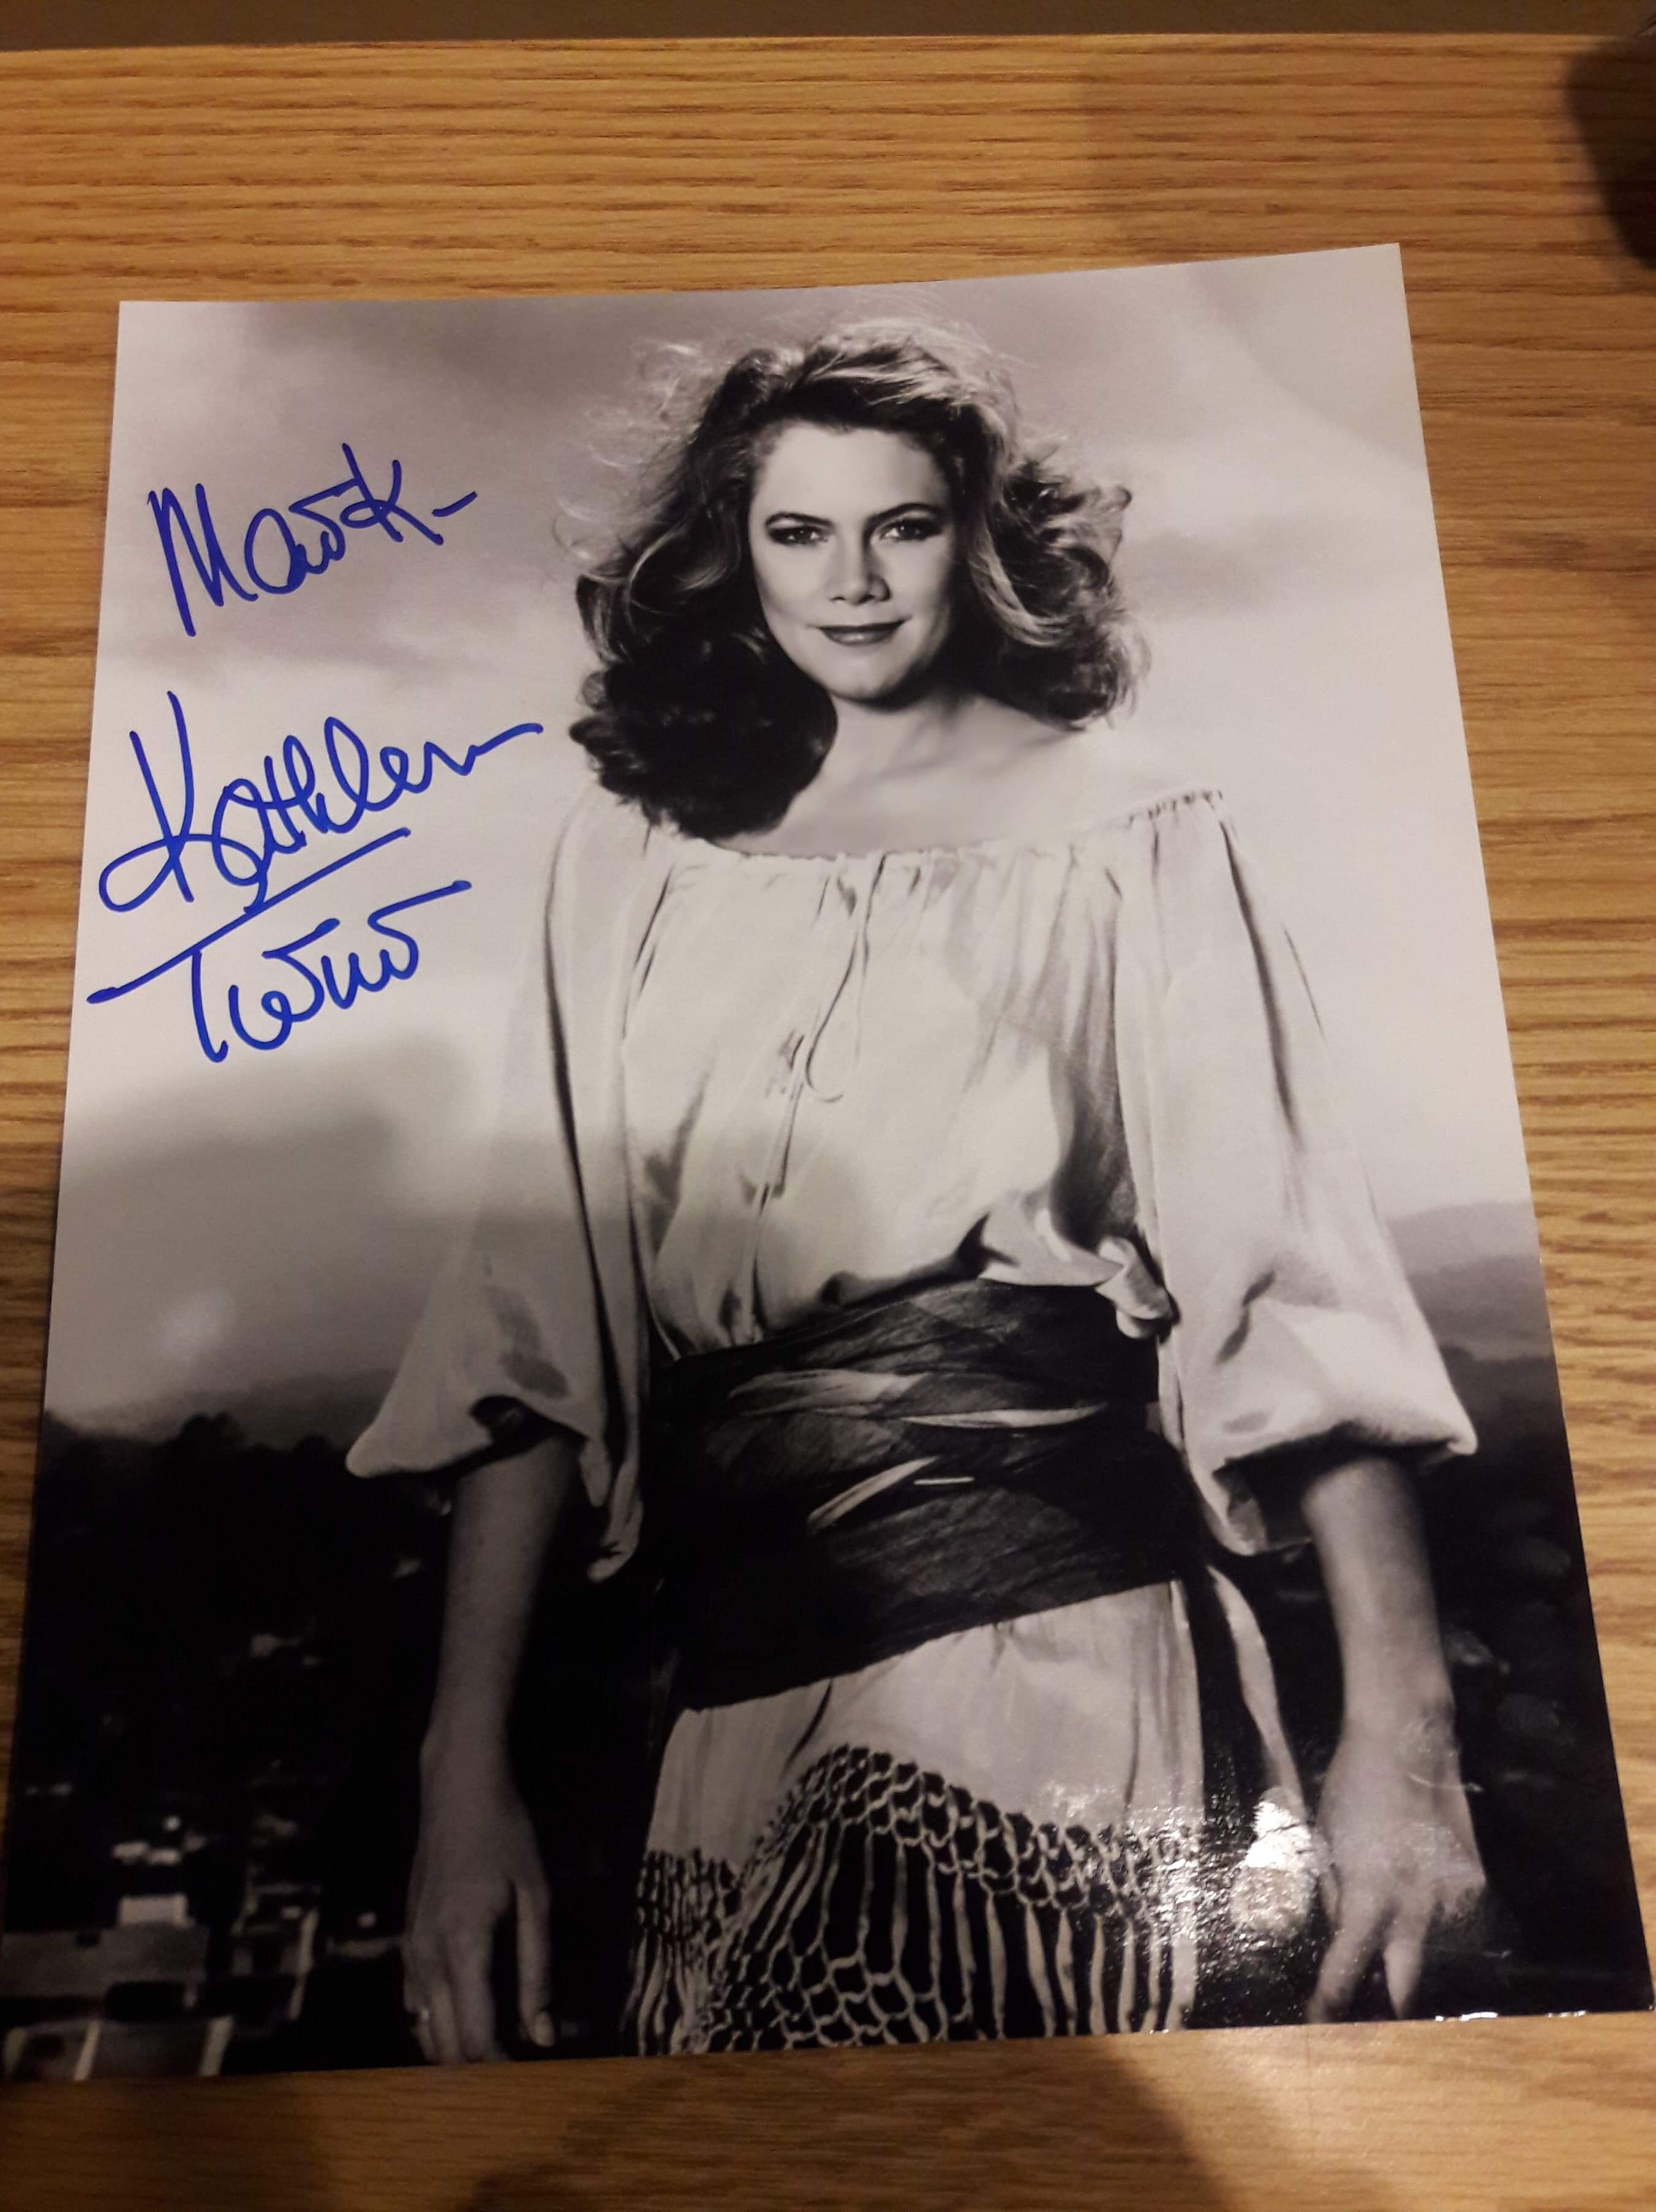 Mark-
Kathleen
Turner